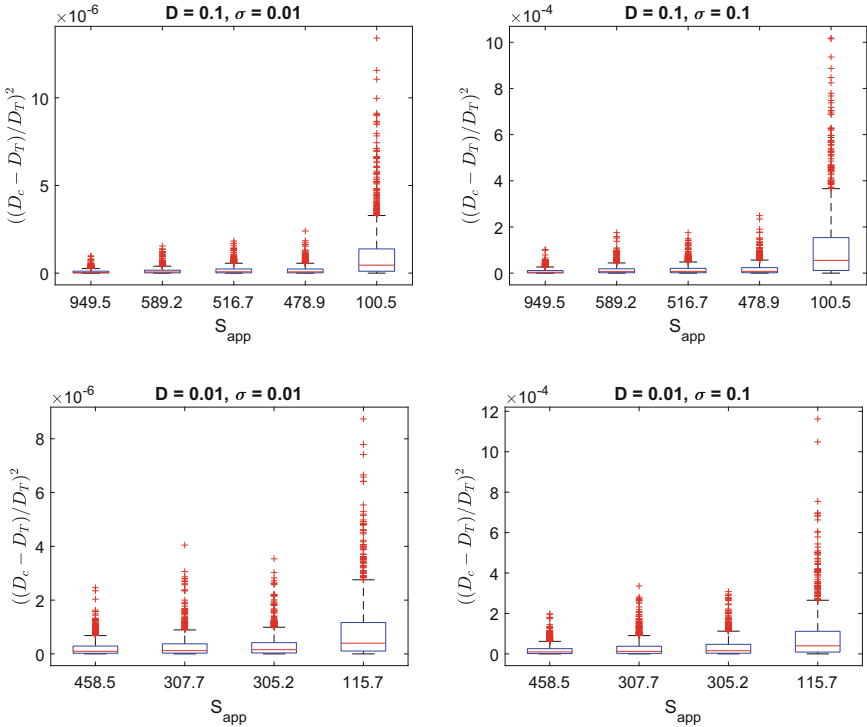 D = 0.1, σ = 0.01
×10⁻⁶
10
5
0
((D_c − D_T)/D_T)²
949.5 589.2 516.7 478.9 100.5
S_app
D = 0.1, σ = 0.1
×10⁻⁴
10
8
6
4
2
0
((D_c − D_T)/D_T)²
949.5 589.2 516.7 478.9 100.5
S_app
D = 0.01, σ = 0.01
×10⁻⁶
8
6
4
2
0
((D_c − D_T)/D_T)²
458.5 307.7 305.2 115.7
S_app
D = 0.01, σ = 0.1
×10⁻⁴
12
10
8
6
4
2
0
((D_c − D_T)/D_T)²
458.5 307.7 305.2 115.7
S_app